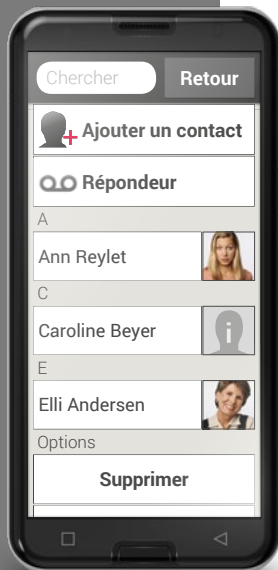 Chercher
Retour
Ajouter un contact
Répondeur
A
Ann Reylet
C
Caroline Beyer
i
E
Elli Andersen
Options
Supprimer